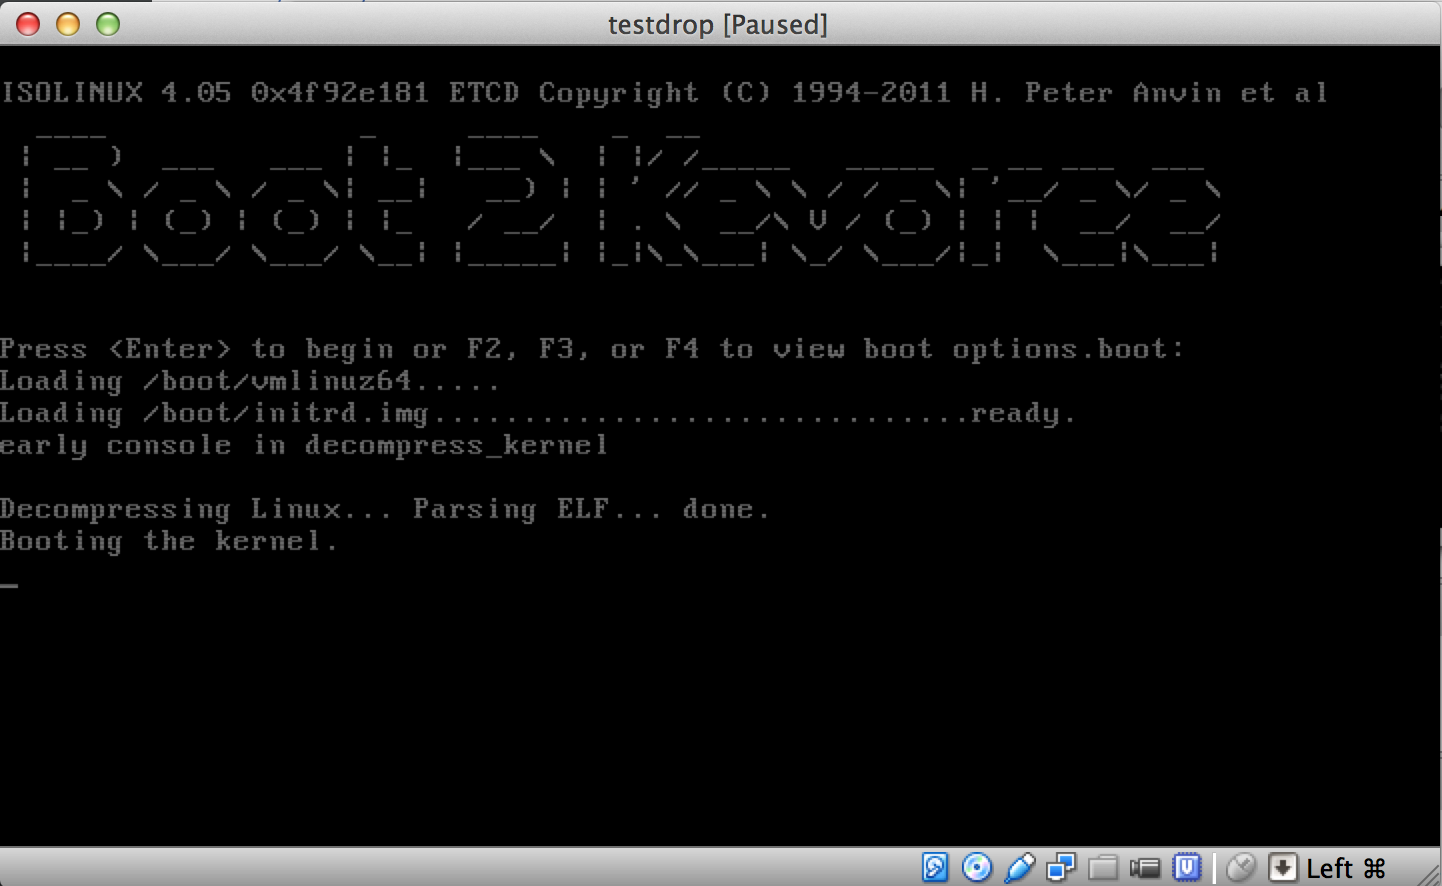 testdrop [Paused]
ISOLINUX 4.05 0x4f92e181 ETCD Copyright (C) 1994-2011 H. Peter Anvin et al
Boot2Kevoree
Press <Enter> to begin or F2, F3, or F4 to view boot options.boot:
Loading /boot/vmlinuz64.....
Loading /boot/initrd.img..............................ready.
early console in decompress_kernel
Decompressing Linux... Parsing ELF... done.
Booting the kernel.
_
Left ⌘